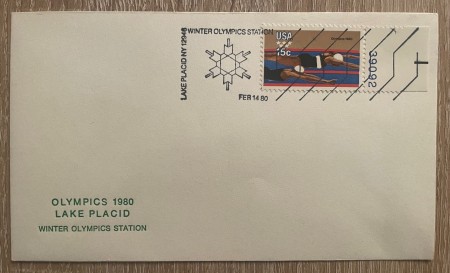 WINTER OLYMPICS STATION
LAKE PLACID NY 12946
FEB 14 80
USA
15c
39092
OLYMPICS 1980
LAKE PLACID
WINTER OLYMPICS STATION